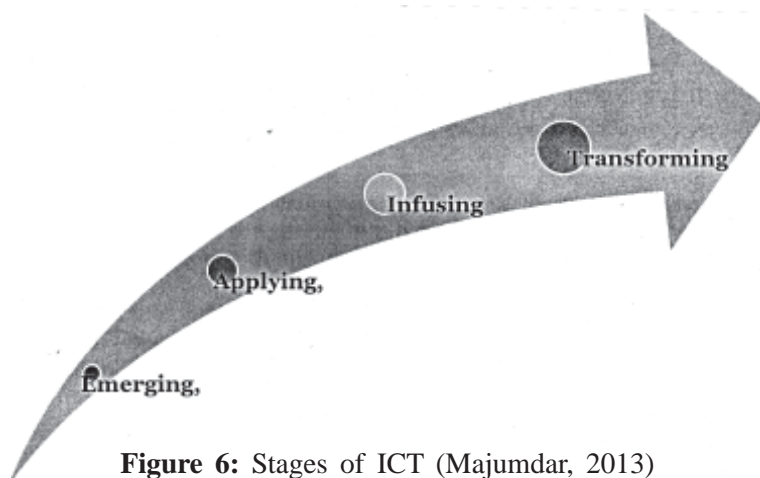 Transforming
Infusing
Applying,
Emerging,
Figure 6: Stages of ICT (Majumdar, 2013)